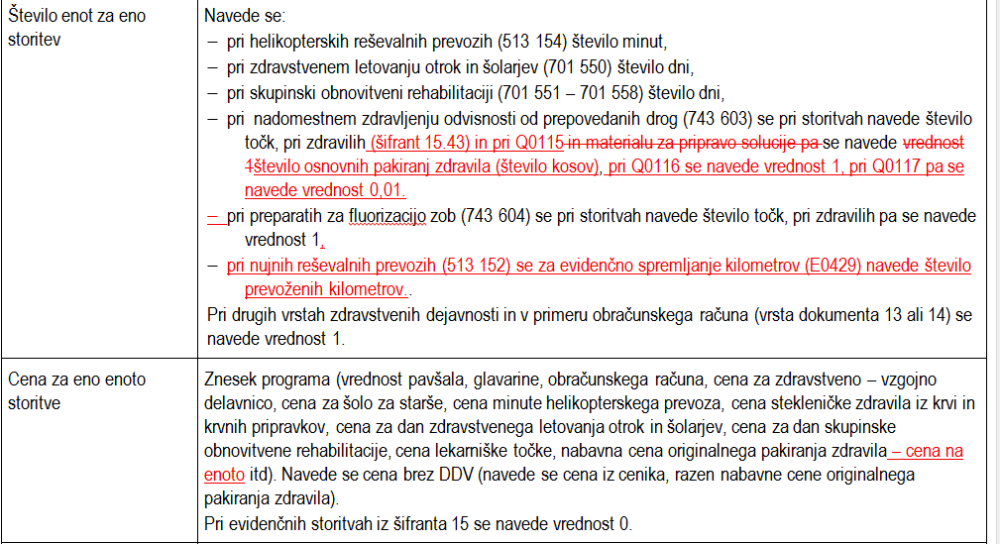 Število enot za eno
storitev
Navede se:
– pri helikopterskih reševalnih prevozih (513 154) število minut,
– pri zdravstvenem letovanju otrok in šolarjev (701 550) število dni,
– pri skupinski obnovitveni rehabilitaciji (701 551 – 701 558) število dni,
– pri nadomestnem zdravljenju odvisnosti od prepovedanih drog (743 603) se pri storitvah navede število
točk, pri zdravilih (šifrant 15.43) in pri Q0115 in materialu za pripravo solucije pa se navede vrednost
1število osnovnih pakiranj zdravila (število kosov), pri Q0116 se navede vrednost 1, pri Q0117 pa se
navede vrednost 0,01.
– pri preparatih za fluorizacijo zob (743 604) se pri storitvah navede število točk, pri zdravilih pa se navede
vrednost 1,
– pri nujnih reševalnih prevozih (513 152) se za evidenčno spremljanje kilometrov (E0429) navede število
prevoženih kilometrov..
Pri drugih vrstah zdravstvenih dejavnosti in v primeru obračunskega računa (vrsta dokumenta 13 ali 14) se
navede vrednost 1.
Cena za eno enoto
storitve
Znesek programa (vrednost pavšala, glavarine, obračunskega računa, cena za zdravstveno – vzgojno
delavnico, cena za šolo za starše, cena minute helikopterskega prevoza, cena stekleničke zdravila iz krvi in
krvnih pripravkov, cena za dan zdravstvenega letovanja otrok in šolarjev, cena za dan skupinske
obnovitvene rehabilitacije, cena lekarniške točke, nabavna cena originalnega pakiranja zdravila – cena na
enoto itd). Navede se cena brez DDV (navede se cena iz cenika, razen nabavne cene originalnega
pakiranja zdravila).
Pri evidenčnih storitvah iz šifranta 15 se navede vrednost 0.